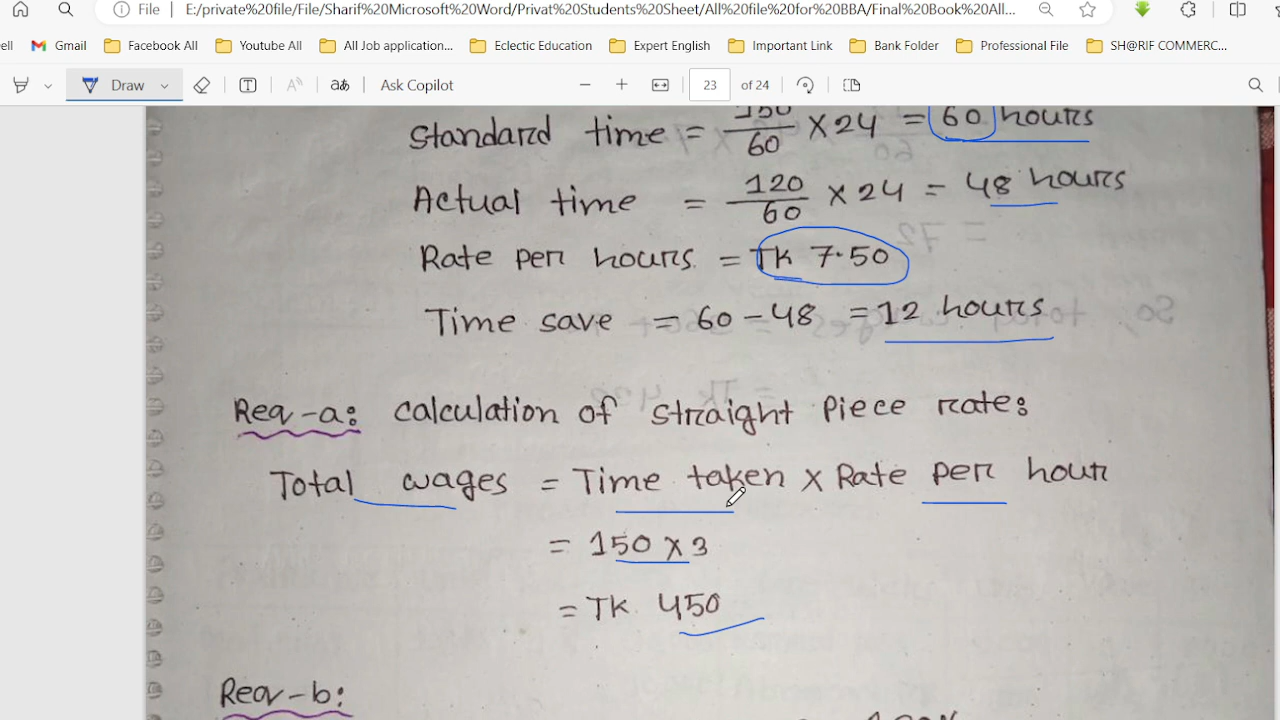 File | E:/private%20file/File/Sharif%20Microsoft%20Word/Privat%20Students%20Sheet/All%20file%20for%20BBA/Final%20Book%20All...
ell Gmail Facebook All Youtube All All Job application... Eclectic Education Expert English Important Link Bank Folder Professional File SH@RIF COMMERC...
Draw Ask Copilot 23 of 24
Standard time = 150/60 X 24 = 60 hours
Actual time = 120/60 X 24 = 48 hours
Rate per hours = TK 7.50
Time save = 60 - 48 = 12 hours
Req-a: calculation of straight Piece rate:
Total wages = Time taken X Rate per hour
= 150 X 3
= TK 450
Req-b: